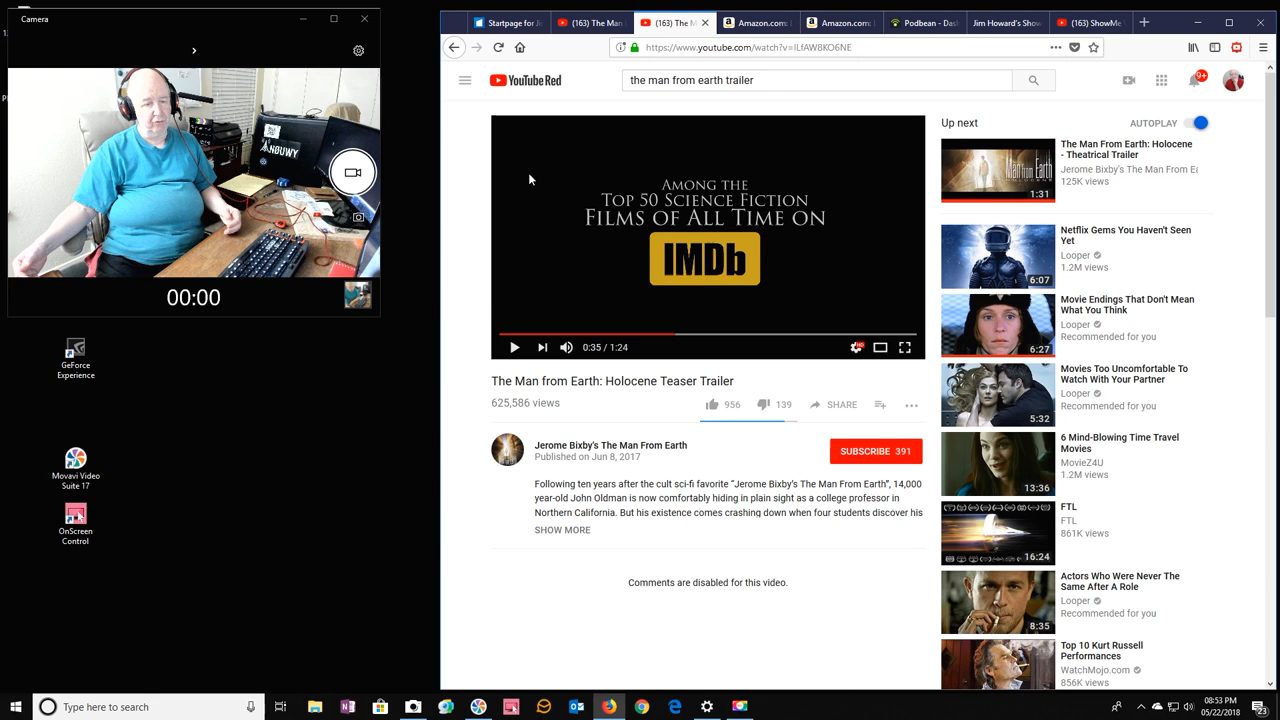 Camera
00:00
GeForce
Experience
Movavi Video
Suite 17
OnScreen
Control
Startpage for Je
(163) The Man
(163) The M
Amazon.com:
Amazon.com:
Podbean - Dash
Jim Howard's Show
(163) ShowMe
https://www.youtube.com/watch?v=ILfAW8KO6NE
YouTube Red
the man from earth trailer
9+
AMONG THE
TOP 50 SCIENCE FICTION
FILMS OF ALL TIME ON
IMDb
0:35 / 1:24
HD
The Man from Earth: Holocene Teaser Trailer
625,586 views
956
139
SHARE
Jerome Bixby's The Man From Earth
Published on Jun 8, 2017
SUBSCRIBE 391
Following ten years after the cult sci-fi favorite “Jerome Bixby’s The Man From Earth”, 14,000
year-old John Oldman is now comfortably hiding in plain sight as a college professor in
Northern California. But his existence comes crashing down when four students discover his
SHOW MORE
Comments are disabled for this video.
Up next
AUTOPLAY
The Man From Earth: Holocene
- Theatrical Trailer
Jerome Bixby's The Man From Ea
125K views
1:31
Netflix Gems You Haven't Seen
Yet
Looper
1.2M views
6:07
Movie Endings That Don't Mean
What You Think
Looper
Recommended for you
6:27
Movies Too Uncomfortable To
Watch With Your Partner
Looper
Recommended for you
5:32
6 Mind-Blowing Time Travel
Movies
MovieZ4U
1.2M views
13:36
FTL
FTL
861K views
16:24
Actors Who Were Never The
Same After A Role
Looper
Recommended for you
8:35
Top 10 Kurt Russell
Performances
WatchMojo.com
856K views
Type here to search
08:53 PM
05/22/2018
23